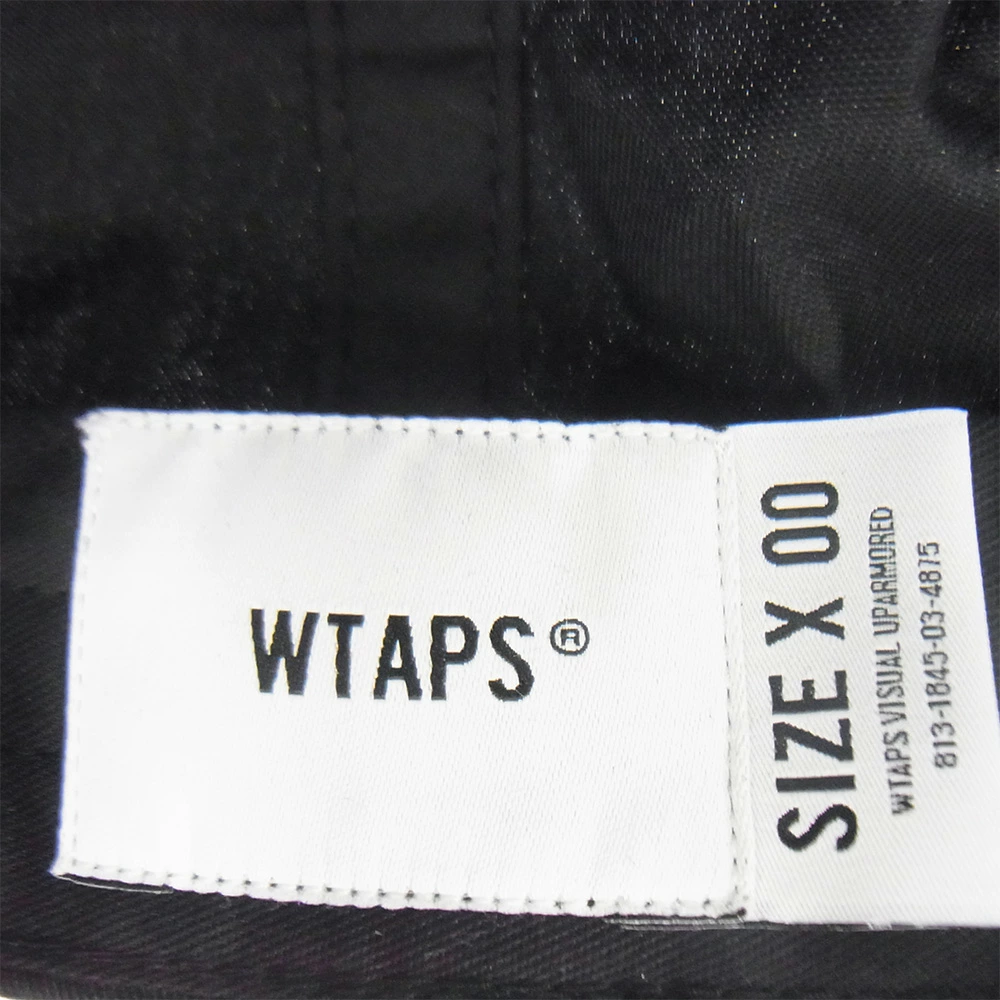 WTAPS®
SIZE X 00
WTAPS VISUAL UPARMORED
813-1845-03-4875